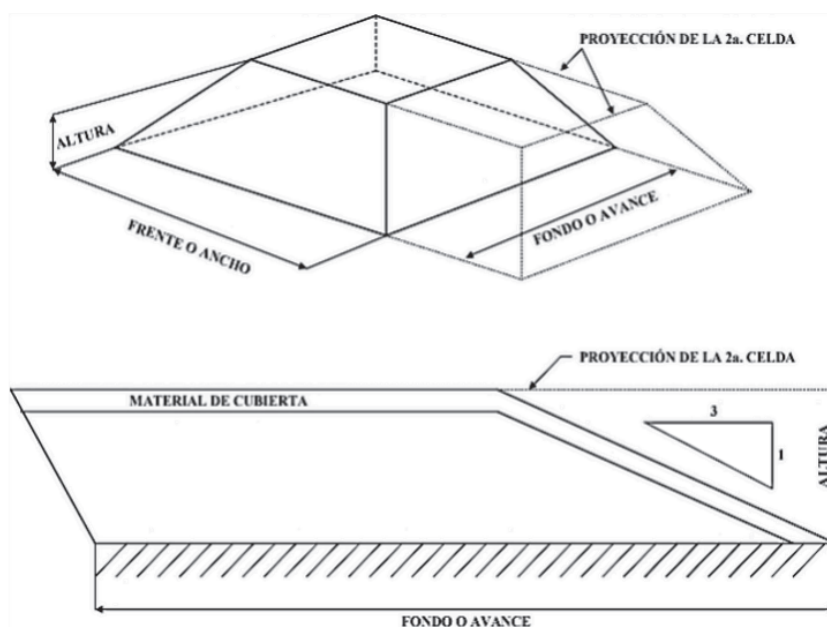 PROYECCIÓN DE LA 2a. CELDA
ALTURA
FRENTE O ANCHO
FONDO O AVANCE
PROYECCIÓN DE LA 2a. CELDA
MATERIAL DE CUBIERTA
3
1
ALTURA
FONDO O AVANCE